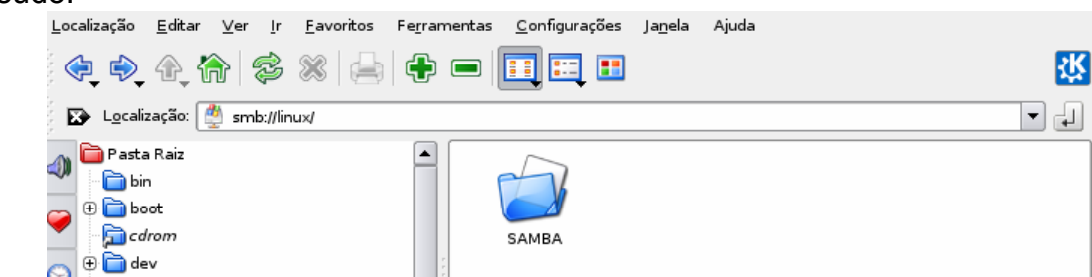 Localização Editar Ver Ir Favoritos Ferramentas Configurações Janela Ajuda
Localização: smb://linux/
Pasta Raiz
bin
boot
cdrom
dev
SAMBA